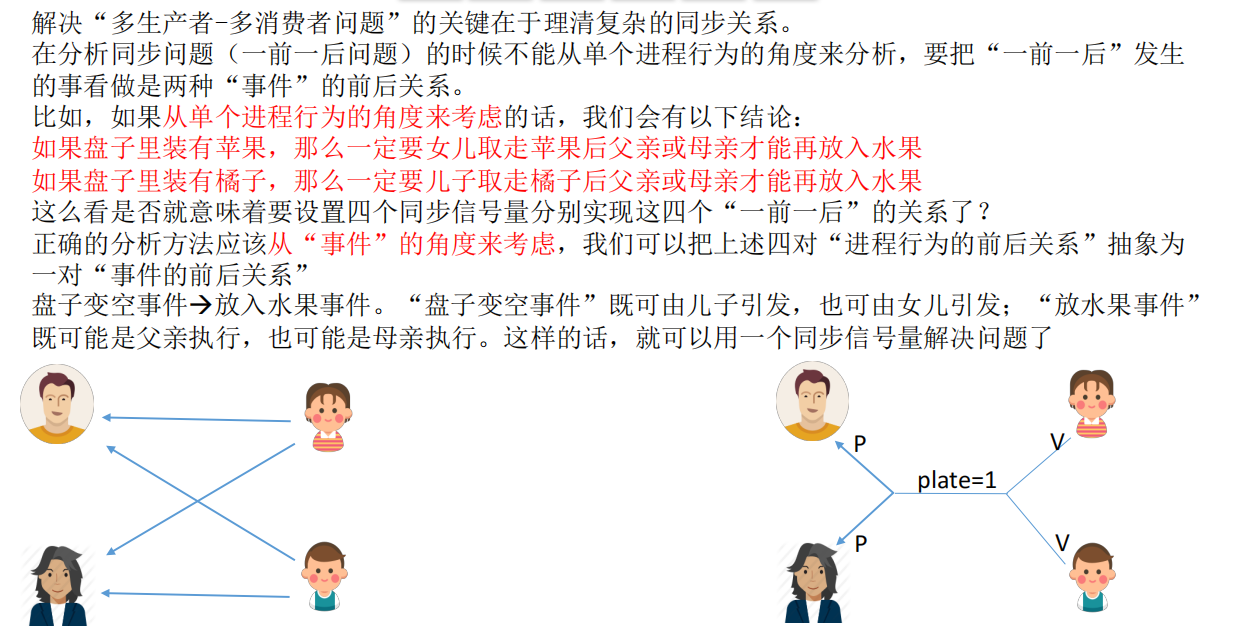 解决“多生产者-多消费者问题”的关键在于理清复杂的同步关系。
在分析同步问题（一前一后问题）的时候不能从单个进程行为的角度来分析，要把“一前一后”发生
的事看做是两种“事件”的前后关系。
比如，如果从单个进程行为的角度来考虑的话，我们会有以下结论：
如果盘子里装有苹果，那么一定要女儿取走苹果后父亲或母亲才能再放入水果
如果盘子里装有橘子，那么一定要儿子取走橘子后父亲或母亲才能再放入水果
这么看是否就意味着要设置四个同步信号量分别实现这四个“一前一后”的关系了？
正确的分析方法应该从“事件”的角度来考虑，我们可以把上述四对“进程行为的前后关系”抽象为
一对“事件的前后关系”
盘子变空事件→放入水果事件。“盘子变空事件”既可由儿子引发，也可由女儿引发；“放水果事件”
既可能是父亲执行，也可能是母亲执行。这样的话，就可以用一个同步信号量解决问题了
P
V
plate=1
P
V